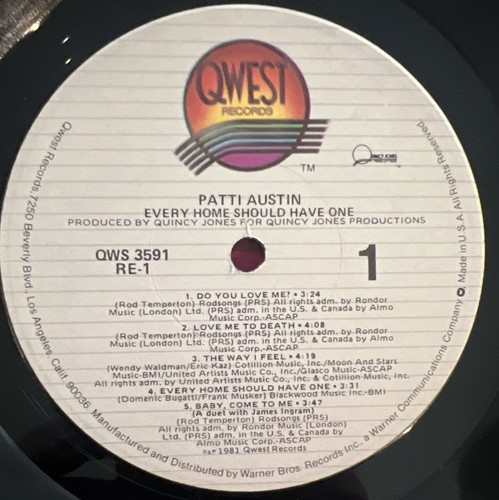 QWEST
RECORDS
TM
QUINCY JONES
PATTI AUSTIN
EVERY HOME SHOULD HAVE ONE
PRODUCED BY QUINCY JONES FOR QUINCY JONES PRODUCTIONS
QWS 3591
RE-1
1
1. DO YOU LOVE ME? • 3:24
(Rod Temperton) Rodsongs (PRS) All rights adm. by Rondor
Music (London) Ltd. (PRS) adm. in the U.S. & Canada by Almo
Music Corp.-ASCAP
2. LOVE ME TO DEATH • 4:08
(Rod Temperton) Rodsongs (PRS) All rights adm. by Rondor
Music (London) Ltd. (PRS) adm. in the U.S. & Canada by Almo
Music Corp.-ASCAP
3. THE WAY I FEEL • 4:19
(Wendy Waldman/Eric Kaz) Cotillion Music, Inc./Moon And Stars
Music-BMI/United Artists Music Co., Inc./Glasco Music-ASCAP
All rights adm. by United Artists Music Co., Inc. & Cotillion Music, Inc.
4. EVERY HOME SHOULD HAVE ONE • 3:31
(Domenic Bugatti/Frank Musker) Blackwood Music Inc.-BMI
5. BABY, COME TO ME • 3:47
(A duet with James Ingram)
(Rod Temperton) Rodsongs (PRS)
All rights adm. by Rondor Music (London)
Ltd. (PRS) adm. in the U.S. & Canada by
Almo Music Corp.-ASCAP
℗ 1981 Qwest Records
Qwest Records, 7250 Beverly Blvd., Los Angeles, Calif. 90036 Manufactured and Distributed by Warner Bros. Records Inc., a Warner Communications Company Made in U.S.A. All Rights Reserved